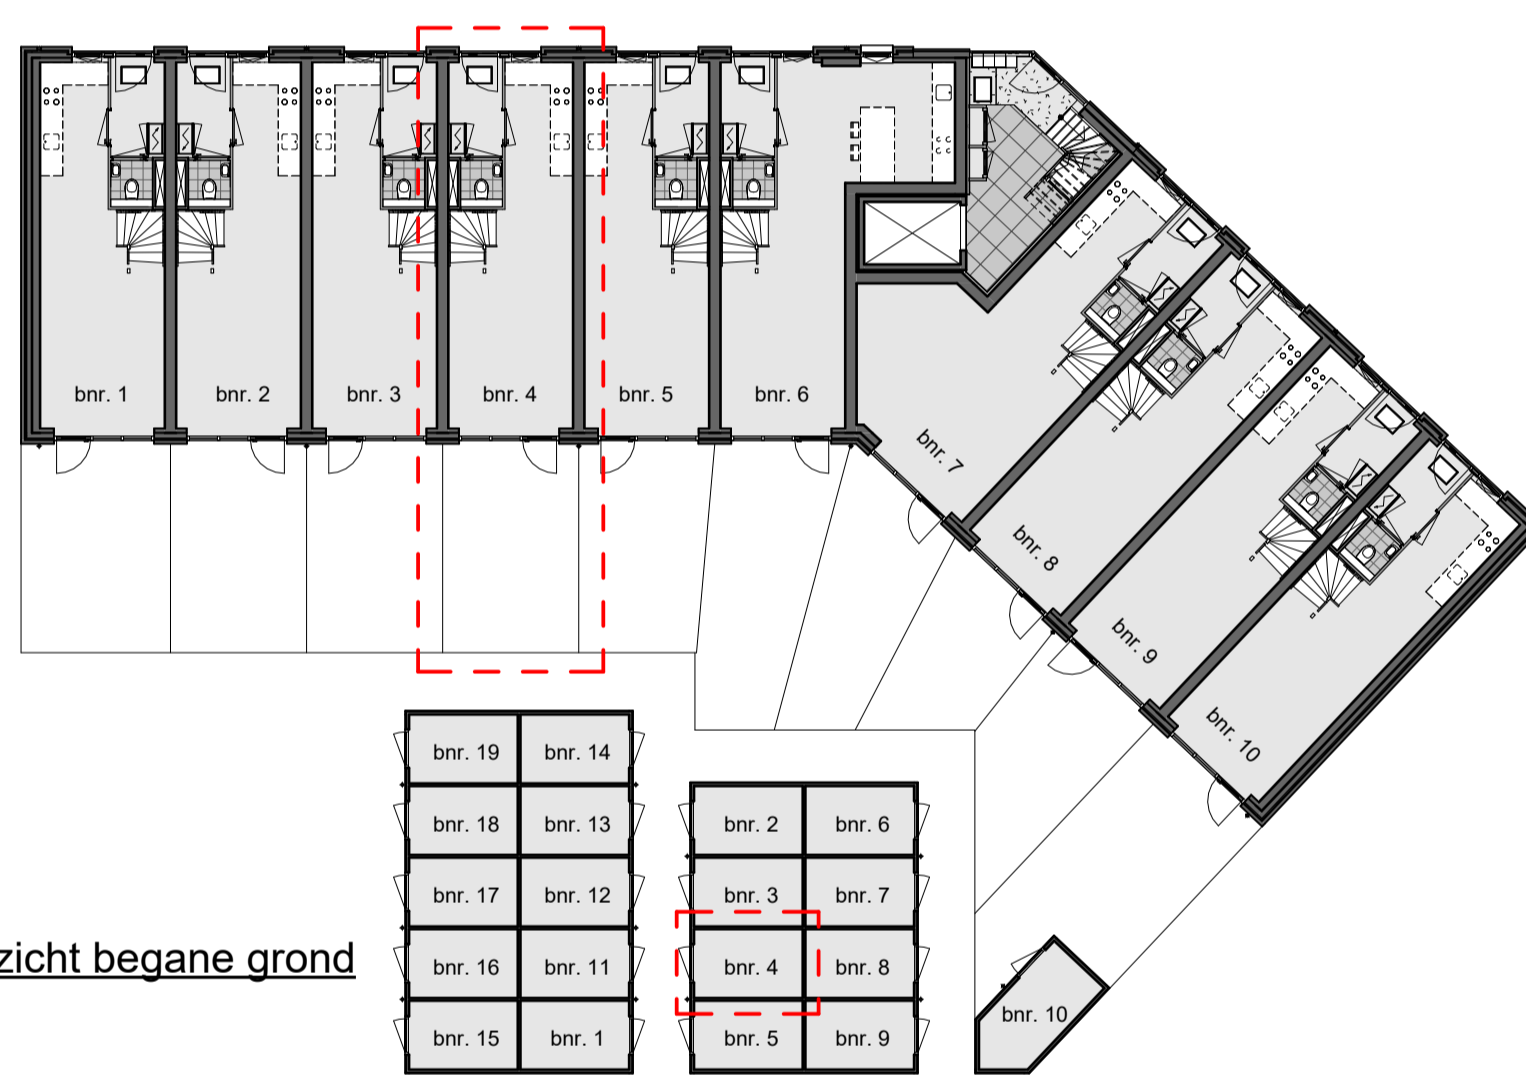 bnr. 1
bnr. 2
bnr. 3
bnr. 4
bnr. 5
bnr. 6
bnr. 7
bnr. 8
bnr. 9
bnr. 10
bnr. 19
bnr. 14
bnr. 18
bnr. 13
bnr. 17
bnr. 12
bnr. 16
bnr. 11
bnr. 15
bnr. 1
bnr. 2
bnr. 6
bnr. 3
bnr. 7
bnr. 4
bnr. 8
bnr. 5
bnr. 9
bnr. 10
zicht begane grond